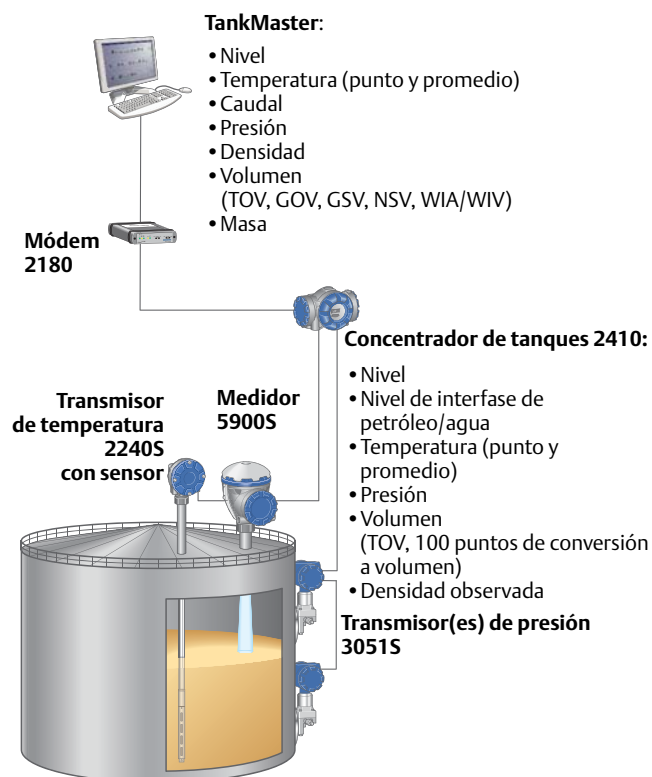 TankMaster:
• Nivel
• Temperatura (punto y promedio)
• Caudal
• Presión
• Densidad
• Volumen
(TOV, GOV, GSV, NSV, WIA/WIV)
• Masa
Módem
2180
Concentrador de tanques 2410:
• Nivel
• Nivel de interfase de
petróleo/agua
• Temperatura (punto y
promedio)
• Presión
• Volumen
(TOV, 100 puntos de conversión
a volumen)
• Densidad observada
Transmisor
de temperatura
2240S
con sensor
Medidor
5900S
Transmisor(es) de presión
3051S